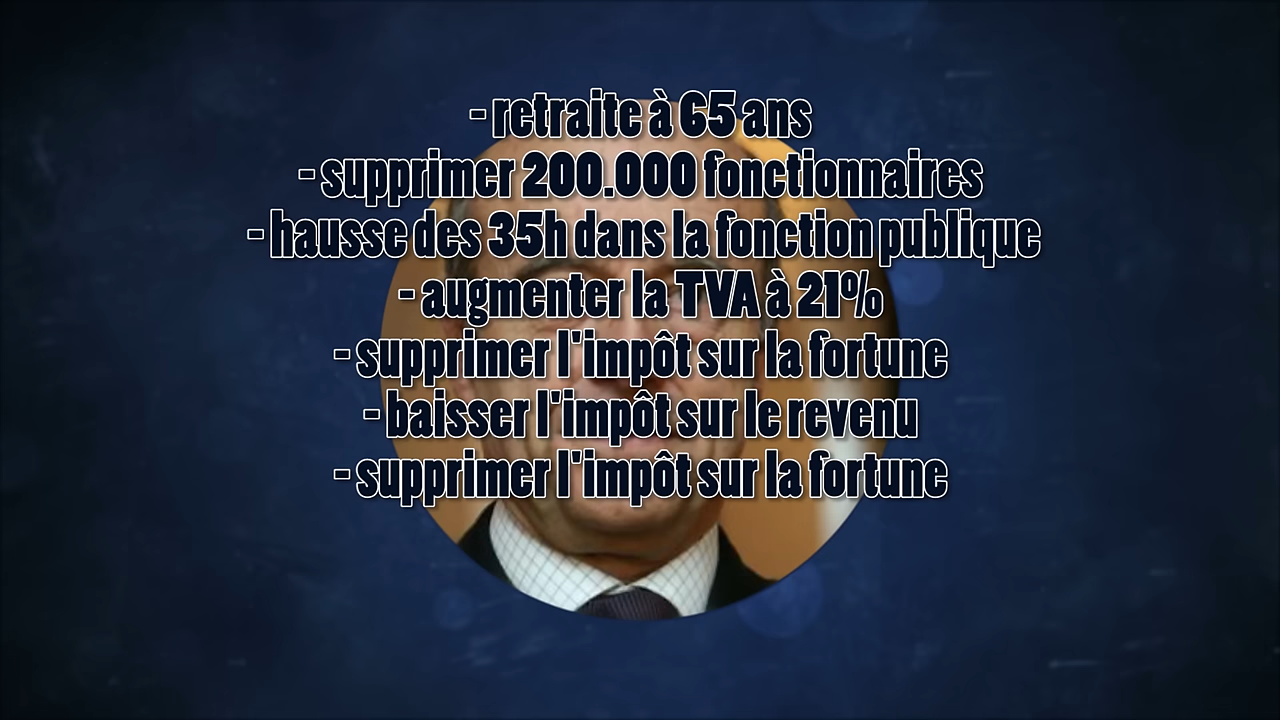 - retraite à 65 ans
- supprimer 200.000 fonctionnaires
- hausse des 35h dans la fonction publique
- augmenter la TVA à 21%
- supprimer l'impôt sur la fortune
- baisser l'impôt sur le revenu
- supprimer l'impôt sur la fortune